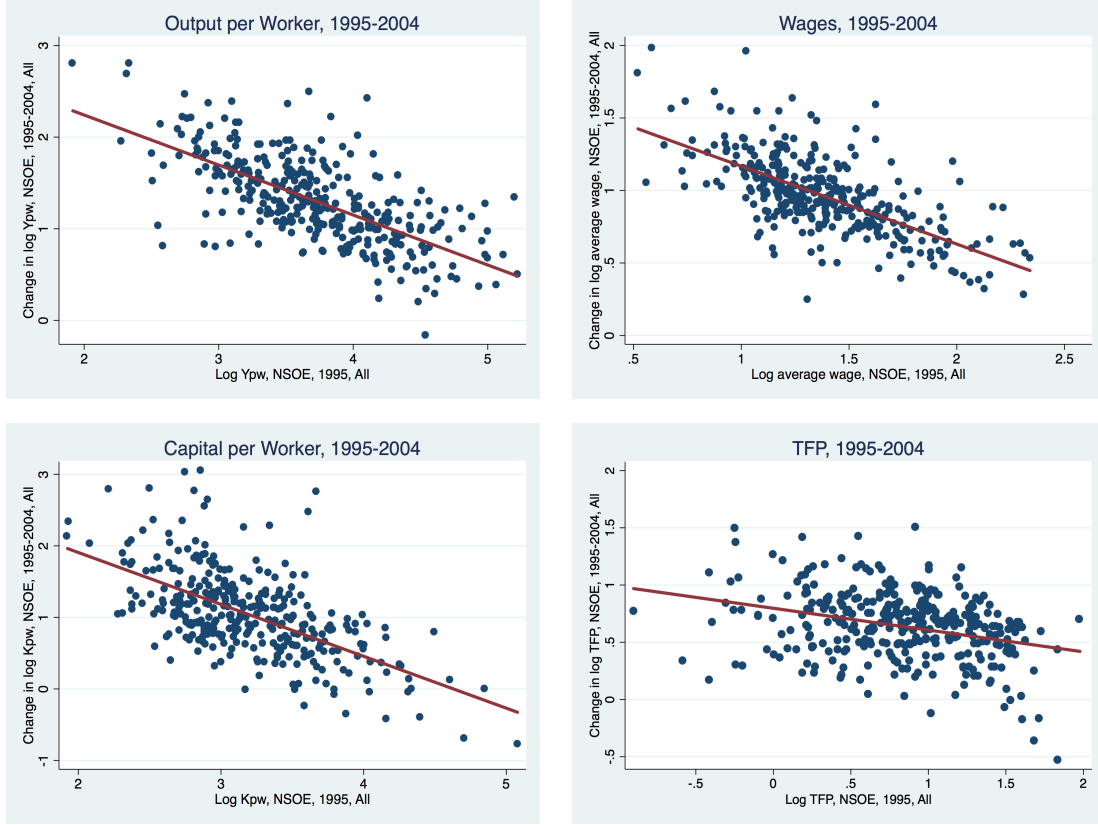 Output per Worker, 1995-2004
Change in log Ypw, NSOE, 1995-2004, All
3
2
1
0
2 3 4 5
Log Ypw, NSOE, 1995, All
Wages, 1995-2004
Change in log average wage, NSOE, 1995-2004, All
2
1.5
1
.5
0
.5 1 1.5 2 2.5
Log average wage, NSOE, 1995, All
Capital per Worker, 1995-2004
Change in log Kpw, NSOE, 1995-2004, All
3
2
1
0
-1
2 3 4 5
Log Kpw, NSOE, 1995, All
TFP, 1995-2004
Change in log TFP, NSOE, 1995-2004, All
2
1.5
1
.5
0
-.5
-.5 0 .5 1 1.5 2
Log TFP, NSOE, 1995, All